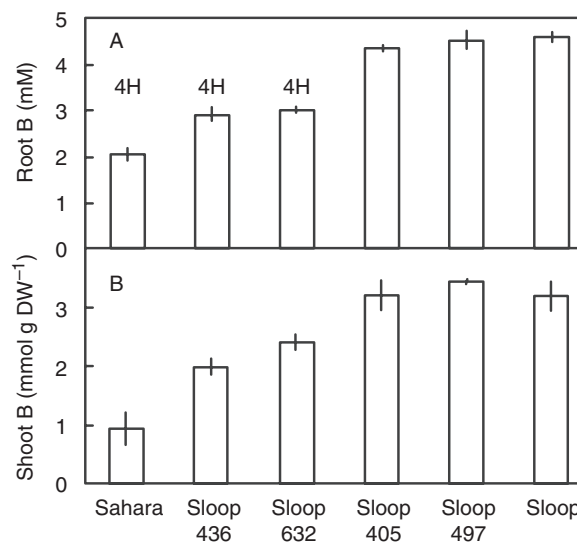 5
A
4
4H 4H 4H
3
2
1
0
Root B (mM)
B
3
2
1
0
Shoot B (mmol g DW⁻¹)
Sahara Sloop Sloop Sloop Sloop Sloop
436 632 405 497